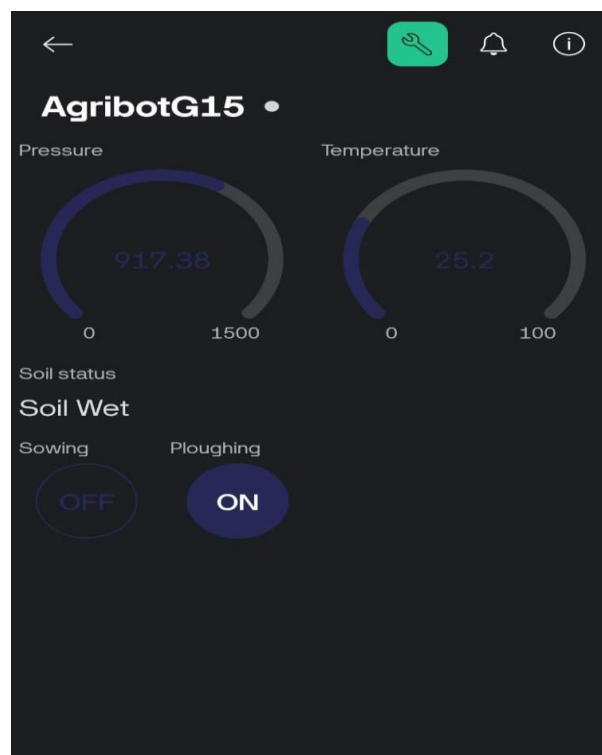 AgribotG15
Pressure Temperature
917.38 25.2
0 1500 0 100
Soil status
Soil Wet
Sowing Ploughing
OFF ON